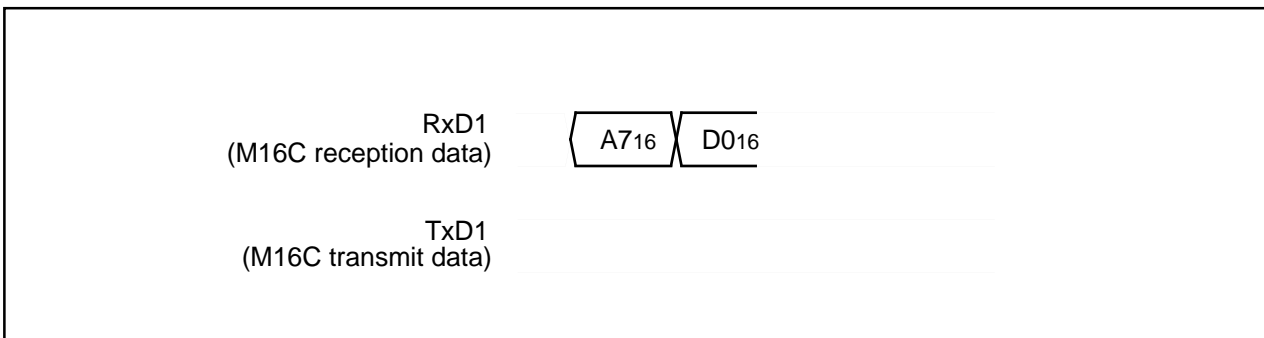 RxD1
(M16C reception data)
A716 D016
TxD1
(M16C transmit data)